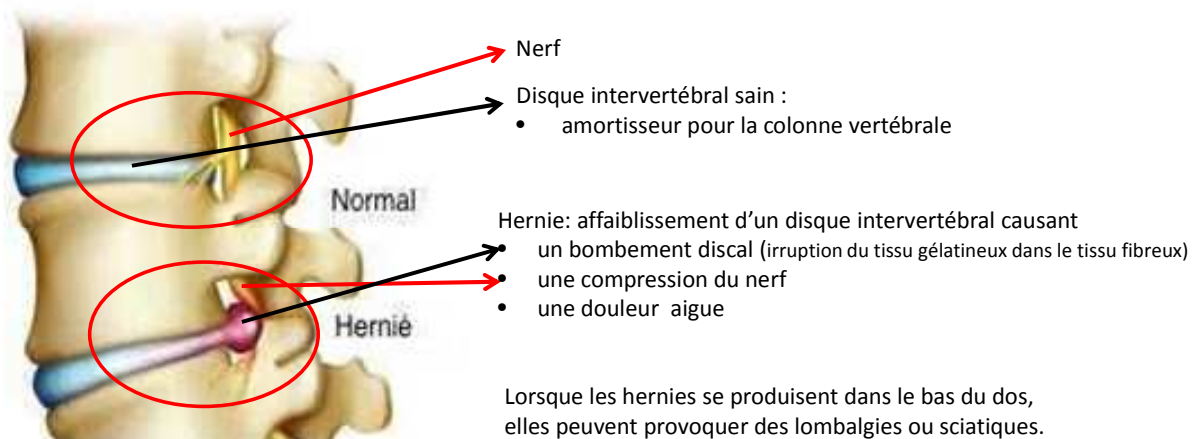 Nerf
Disque intervertébral sain :
• amortisseur pour la colonne vertébrale
Normal
Hernie: affaiblissement d’un disque intervertébral causant
• un bombement discal (irruption du tissu gélatineux dans le tissu fibreux)
• une compression du nerf
• une douleur aigue
Hernié
Lorsque les hernies se produisent dans le bas du dos,
elles peuvent provoquer des lombalgies ou sciatiques.